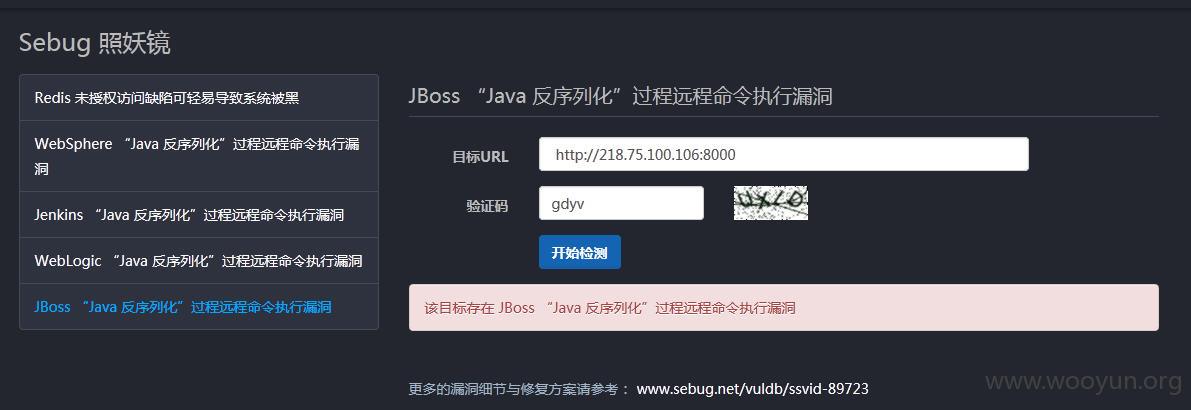 Sebug 照妖镜
Redis 未授权访问缺陷可轻易导致系统被黑
WebSphere “Java 反序列化”过程远程命令执行漏
洞
Jenkins “Java 反序列化”过程远程命令执行漏洞
WebLogic “Java 反序列化”过程远程命令执行漏洞
JBoss “Java 反序列化”过程远程命令执行漏洞
JBoss “Java 反序列化”过程远程命令执行漏洞
目标URL http://218.75.100.106:8000
验证码 gdyv
开始检测
该目标存在 JBoss “Java 反序列化”过程远程命令执行漏洞
更多的漏洞细节与修复方案请参考： www.sebug.net/vuldb/ssvid-89723
www.wooyun.org